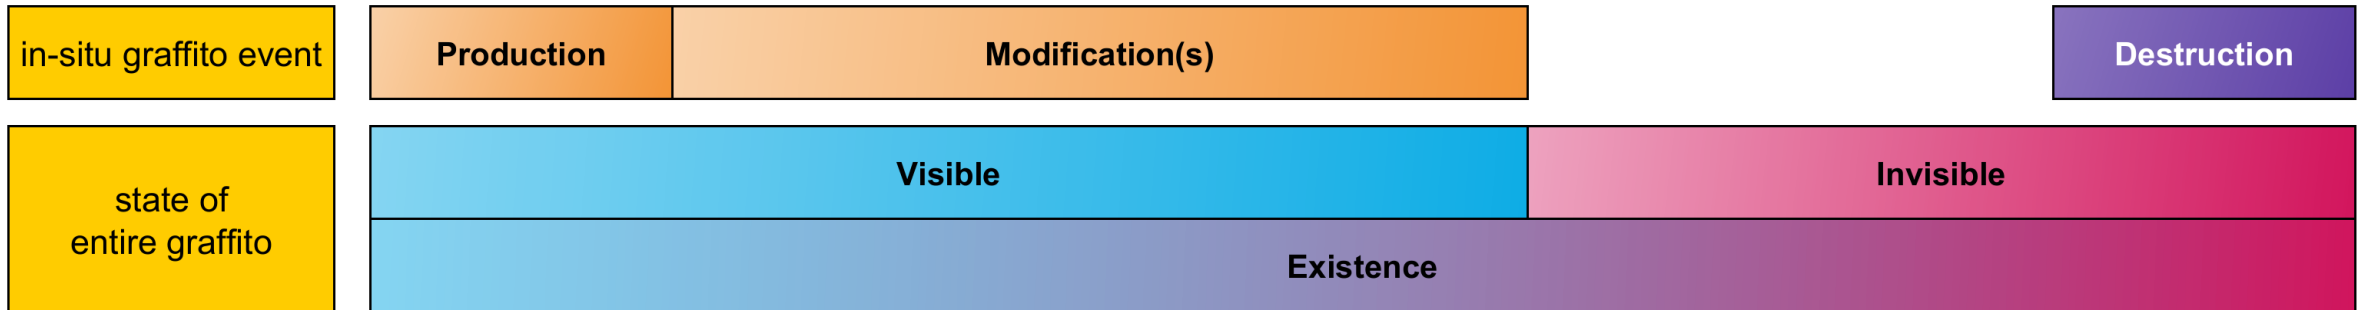 in-situ graffito event
Production
Modification(s)
Destruction
state of
entire graffito
Visible
Invisible
Existence